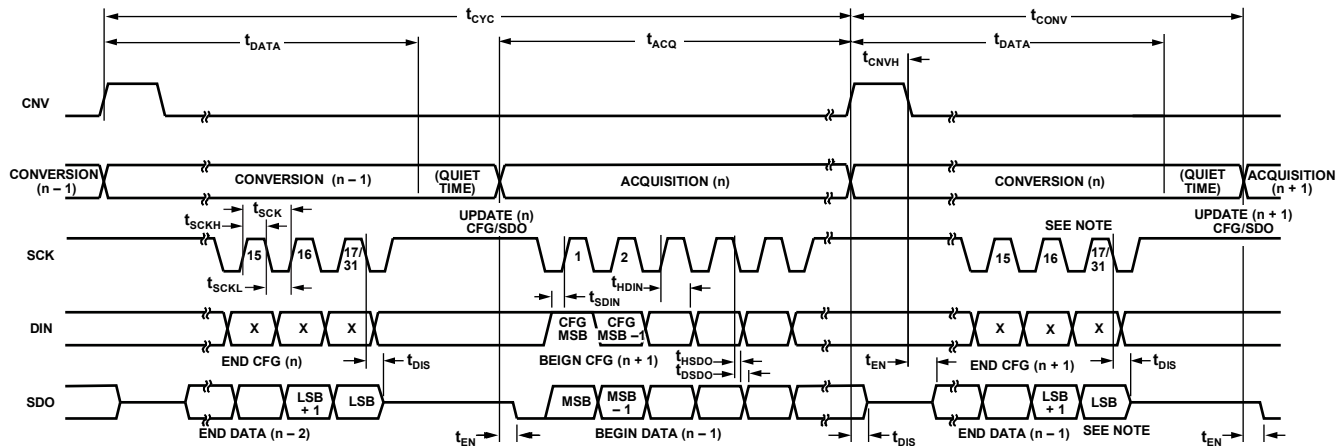 tCYC
tCONV
tDATA
tACQ
tDATA
tCNVH
CNV
CONVERSION
(n – 1)
CONVERSION (n – 1)
(QUIET
TIME)
ACQUISITION (n)
CONVERSION (n)
(QUIET
TIME)
ACQUISITION
(n + 1)
UPDATE (n)
CFG/SDO
UPDATE (n + 1)
CFG/SDO
SEE NOTE
tSCK
tSCKH
tSCKL
SCK
15
16
17/
31
1
2
15
16
17/
31
tSDIN
tHDIN
DIN
X
X
X
CFG
MSB
CFG
MSB –1
X
X
X
END CFG (n)
tDIS
BEIGN CFG (n + 1)
tHSDO
tDSDO
tEN
END CFG (n + 1)
tDIS
SDO
LSB
+ 1
LSB
MSB
MSB
–1
LSB
+ 1
LSB
END DATA (n – 2)
tEN
BEGIN DATA (n – 1)
tDIS
END DATA (n – 1)
SEE NOTE
tEN